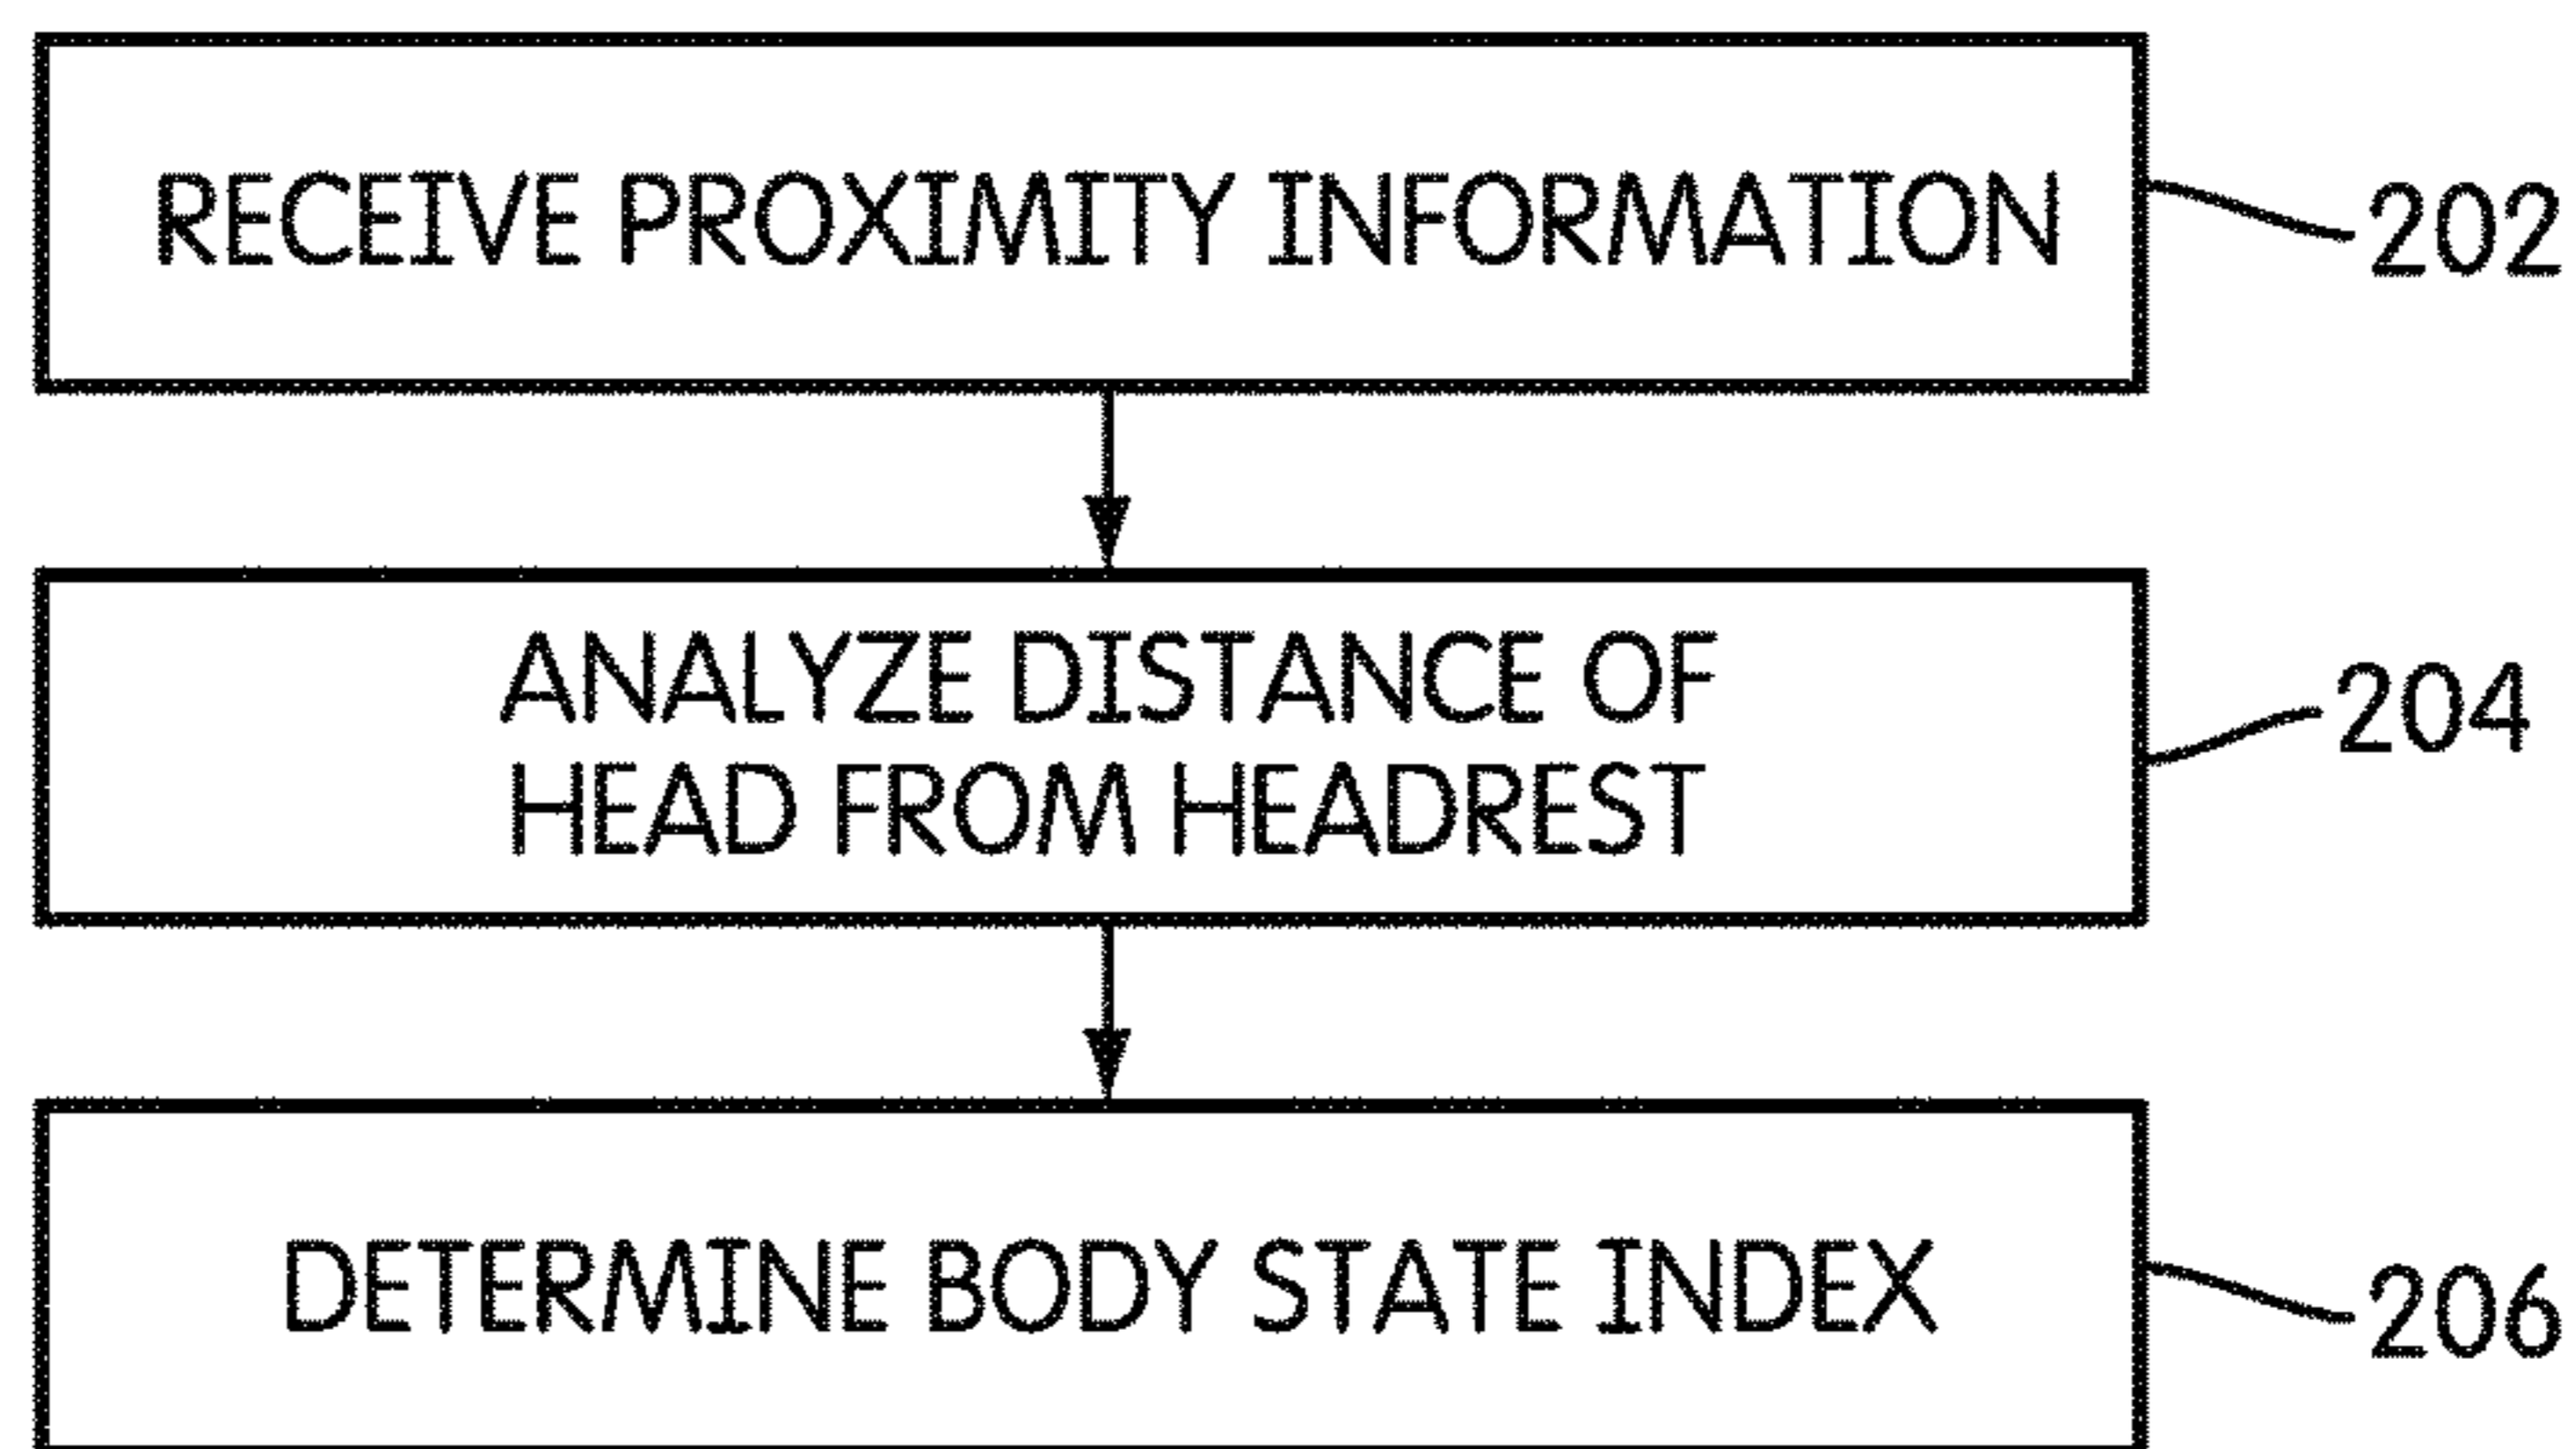 RECEIVE PROXIMITY INFORMATION
202
ANALYZE DISTANCE OF
HEAD FROM HEADREST
204
DETERMINE BODY STATE INDEX
206